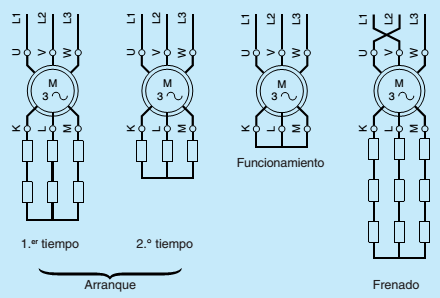 L1 L2 L3
U V W
M
3
K L M
1.er tiempo
L1 L2 L3
U V W
M
3
K L M
2.° tiempo
Arranque
L1 L2 L3
U V W
M
3
K L M
Funcionamiento
L1 L2 L3
U V W
M
3
K L M
Frenado